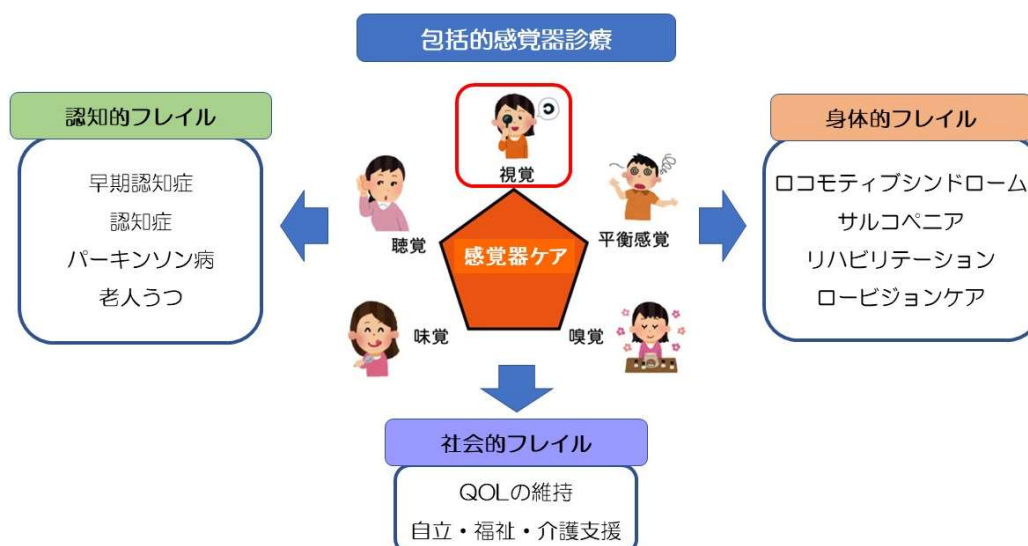 包括的感覚器診療
認知的フレイル
早期認知症
認知症
パーキンソン病
老人うつ
C
視覚
聴覚
平衡感覚
感覚器ケア
味覚
嗅覚
身体的フレイル
ロコモティブシンドローム
サルコペニア
リハビリテーション
ロービジョンケア
社会的フレイル
QOLの維持
自立・福祉・介護支援